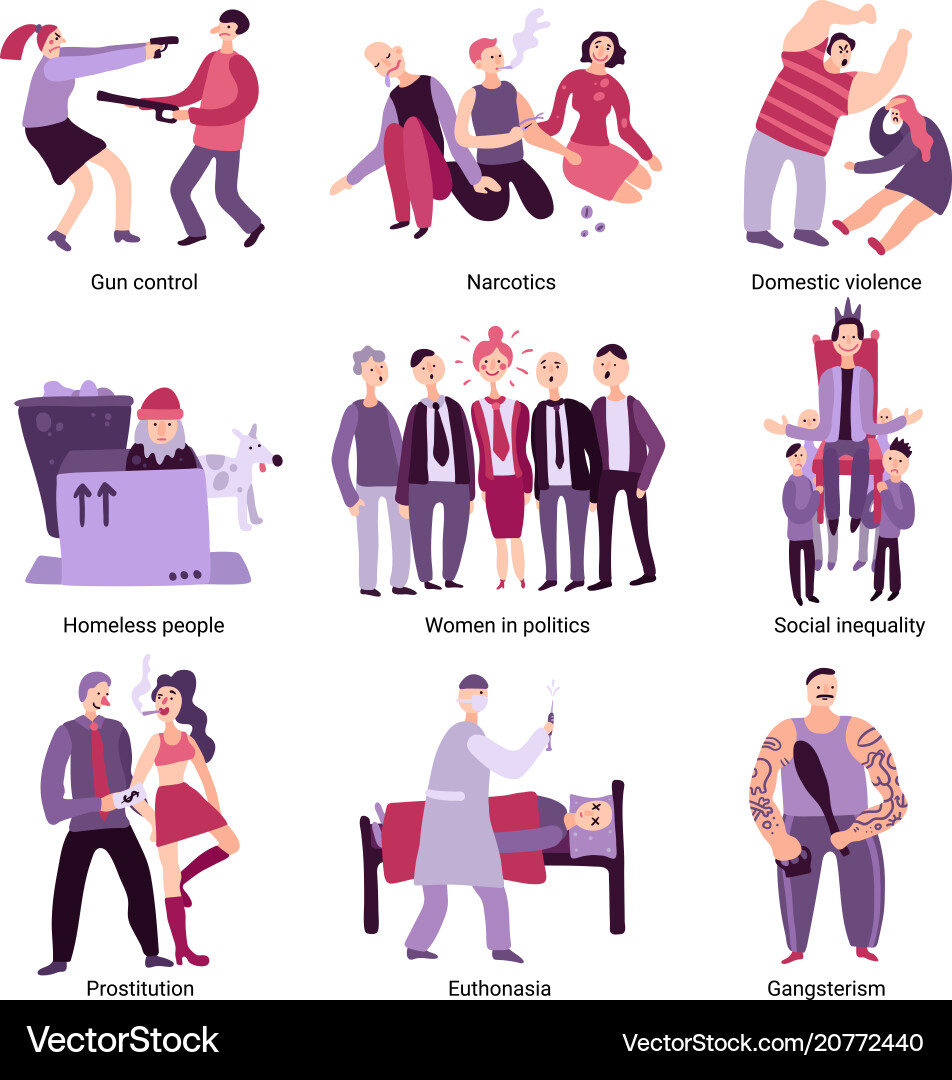 Gun control
Narcotics
Domestic violence
Homeless people
Women in politics
Social inequality
$
Prostitution
Euthonasia
Gangsterism
VectorStock
VectorStock.com/20772440